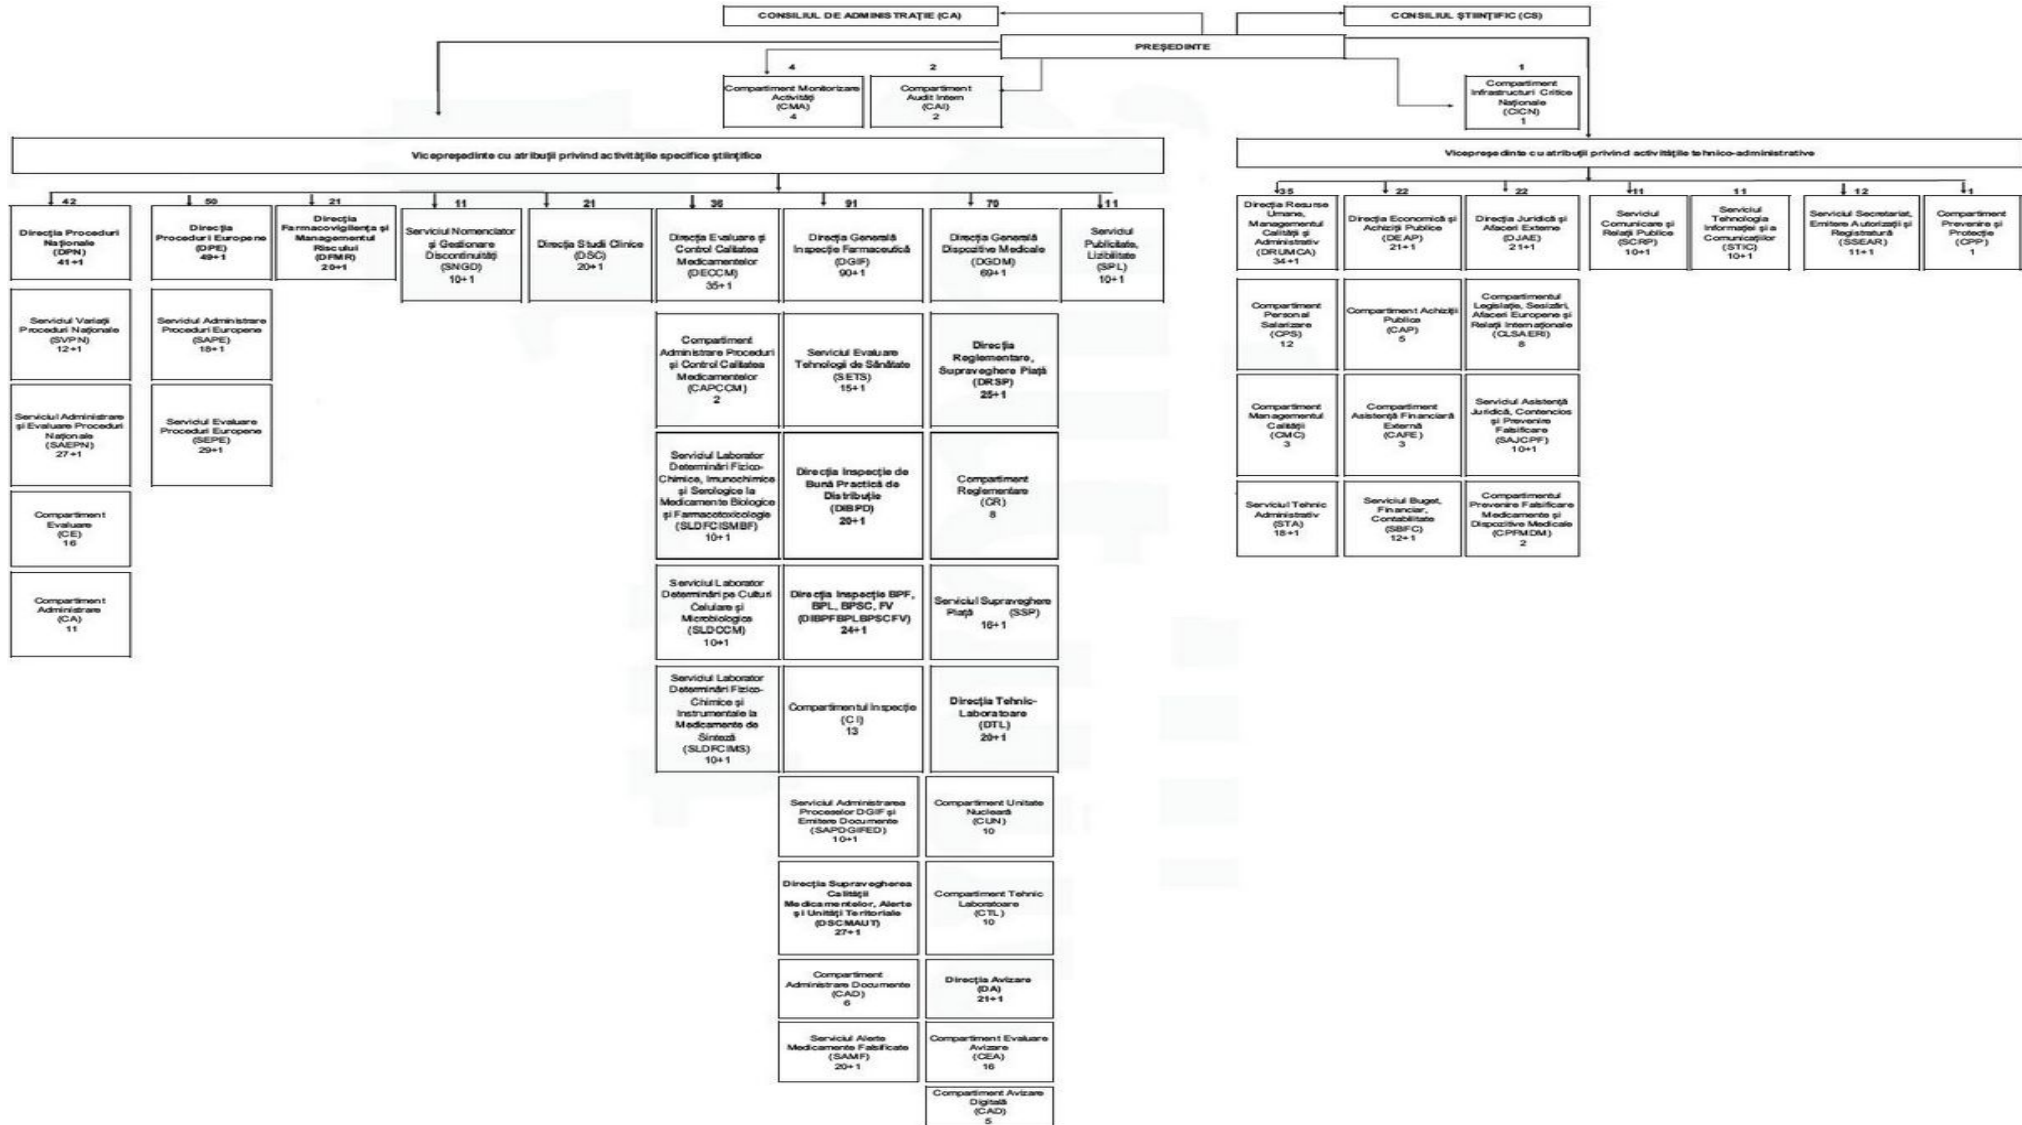 CONSILIUL DE ADMINISTRAȚIE (CA)
CONSILIUL ȘTIINȚIFIC (CS)
PREȘEDINTE
4
2
1
Compartiment Monitorizare
Activități
(CMA)
4
Compartiment
Audit Intern
(CAI)
2
Compartiment
Infrastructuri Critice
Naționale
(CICN)
1
Vicepreședinte cu atribuții privind activitățile specifice științifice
Vicepreședinte cu atribuții privind activitățile tehnico-administrative
42
50
21
11
21
36
91
70
11
35
22
22
11
11
12
1
Direcția Proceduri
Naționale
(DPN)
41+1
Direcția
Proceduri Europene
(DPE)
49+1
Direcția
Farmacovigilența și
Managementul
Riscului
(DFMR)
20+1
Serviciul Nomenclator
și Gestionare
Discontinuități
(SNGD)
10+1
Direcție Studii Clinice
(DSC)
20+1
Direcția Evaluare și
Control Calitatea
Medicamentelor
(DECCM)
35+1
Direcția Generală
Inspecție Farmaceutică
(DGIF)
90+1
Direcția Generală
Dispozitive Medicale
(DGDM)
69+1
Serviciul
Publicitate,
Lizibilitate
(SPL)
10+1
Direcția Resurse
Umane,
Managementul
Calității și
Administrativ
(DRUMCA)
34+1
Direcția Economică și
Achiziții Publice
(DEAP)
21+1
Direcția Juridică și
Afaceri Externe
(DJAE)
21+1
Serviciul
Comunicare și
Relații Publice
(SCRP)
10+1
Serviciul
Tehnologia
Informației și a
Comunicațiilor
(STIC)
10+1
Serviciul Secretariat,
Emitere Autorizații și
Registratură
(SSEAR)
11+1
Compartiment
Prevenire și
Protecție
(CPP)
1
Serviciul Variații
Proceduri Naționale
(SVPN)
12+1
Serviciul Administrare
și Evaluare Proceduri
Naționale
(SAEPN)
27+1
Compartiment
Evaluare
(CE)
16
Compartiment
Administrare
(CA)
11
Serviciul Administrare
Proceduri Europene
(SAPE)
18+1
Serviciul Evaluare
Proceduri Europene
(SEPE)
29+1
Compartiment
Administrare Proceduri
și Control Calitatea
Medicamentelor
(CAPCCM)
2
Serviciul Laborator
Determinări Fizico-
Chimice, Imunochimice
și Serologice la
Medicamente Biologice
și Farmacotoxicologie
(SLDFCISMBF)
10+1
Serviciul Laborator
Determinări pe Culturi
Celulare și
Microbiologice
(SLDCCM)
10+1
Serviciul Laborator
Determinări Fizico-
Chimice și
Instrumentale la
Medicamente de
Sinteză
(SLDFCIMS)
10+1
Serviciul Evaluare
Tehnologii de Sănătate
(SETS)
15+1
Direcția Inspecție de
Bună Practică de
Distribuție
(DIBPD)
20+1
Direcția Inspecție BPF,
BPL, BPSC, FV
(DIBPFBPLBPSCFV)
24+1
Compartimentul Inspecție
(CI)
13
Serviciul Administrarea
Proceselor DGIF și
Emitere Documente
(SAPDGIFED)
10+1
Direcția Supravegherea
Calității
Medicamentelor, Alerte
și Unități Teritoriale
(DSCMAUT)
27+1
Compartiment
Administrare Documente
(CAD)
6
Serviciul Alerte
Medicamente Falsificate
(SAMF)
20+1
Direcția
Reglementare,
Supraveghere Piață
(DRSP)
25+1
Compartiment
Reglementare
(CR)
8
Serviciul Supraveghere
Piață (SSP)
16+1
Direcția Tehnic-
Laboratoare
(DTL)
20+1
Compartiment Unitate
Nucleară
(CUN)
10
Compartiment Tehnic
Laboratoare
(CTL)
10
Direcția Avizare
(DA)
21+1
Compartiment Evaluare
Avizare
(CEA)
16
Compartiment Avizare
Digitală
(CAD)
5
Compartiment
Personal
Salarizare
(CPS)
12
Compartiment
Managementul
Calității
(CMC)
3
Serviciul Tehnic
Administrativ
(STA)
18+1
Compartiment Achiziții
Publice
(CAP)
5
Compartiment
Asistență Financiară
Externă
(CAFE)
3
Serviciul Buget,
Financiar,
Contabilitate
(SBFC)
12+1
Compartimentul
Legislație, Sesizări,
Afaceri Europene și
Relații Internaționale
(CLSAERI)
8
Serviciul Asistență
Juridică, Contencios
și Prevenire
Falsificare
(SAJCPF)
10+1
Compartimentul
Prevenire Falsificare
Medicamente și
Dispozitive Medicale
(CPFMDM)
2